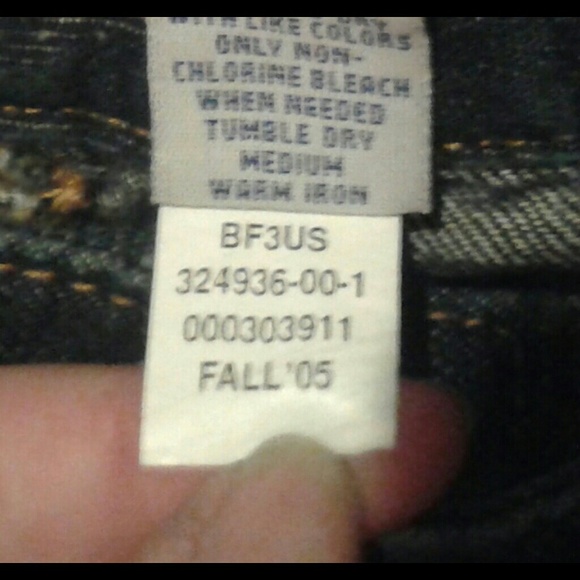 DRY
WITH LIKE COLORS
ONLY NON-
CHLORINE BLEACH
WHEN NEEDED
TUMBLE DRY
MEDIUM
WARM IRON
BF3US
324936-00-1
000303911
FALL'05